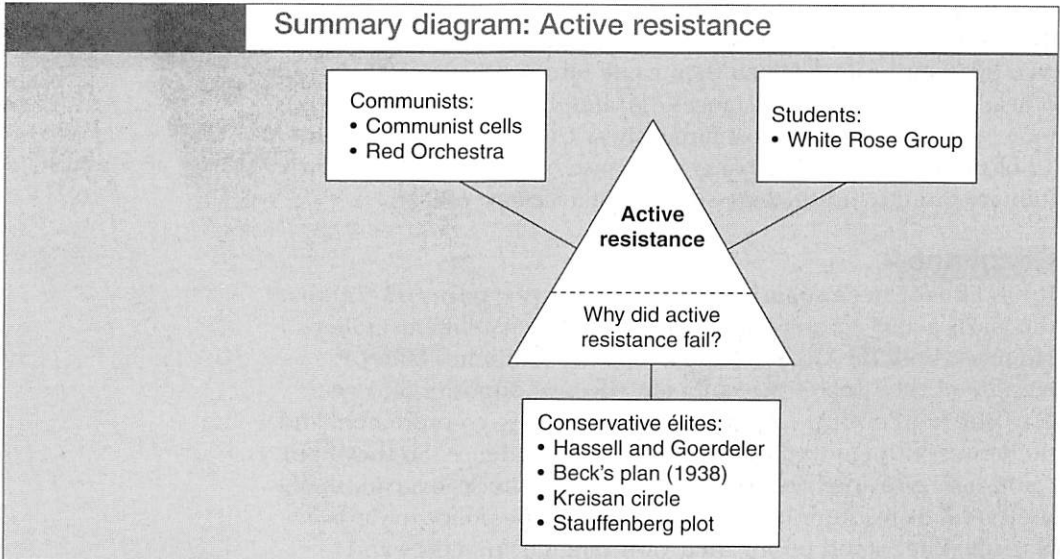 Summary diagram: Active resistance
Communists:
• Communist cells
• Red Orchestra
Students:
• White Rose Group
Active
resistance
Why did active
resistance fail?
Conservative élites:
• Hassell and Goerdeler
• Beck's plan (1938)
• Kreisan circle
• Stauffenberg plot